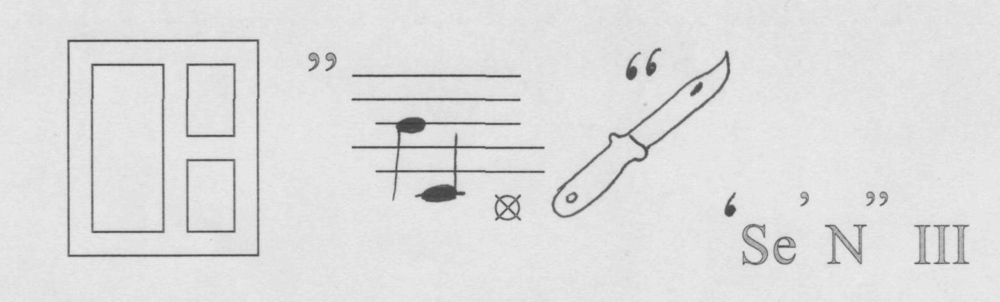 ” “
‘Se’ N” III